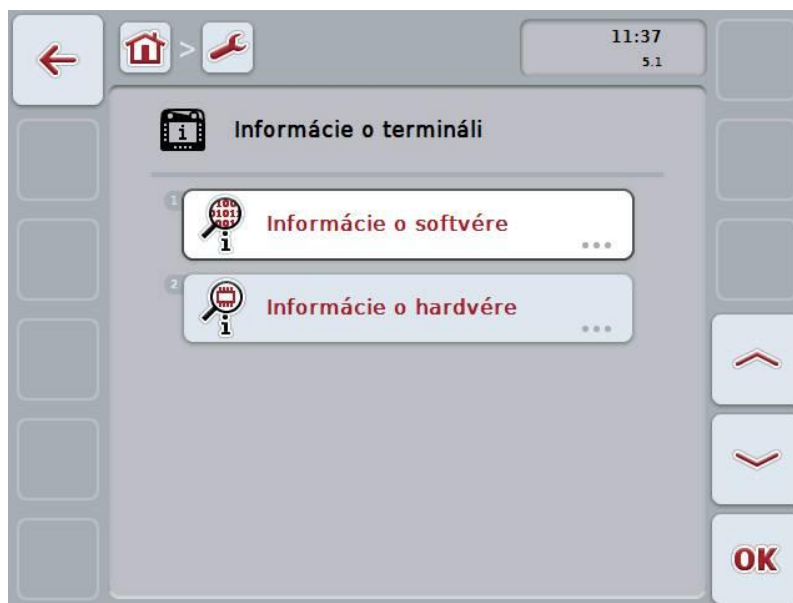 >
11:37
5.1
Informácie o termináli
1
Informácie o softvére
2
Informácie o hardvére
OK